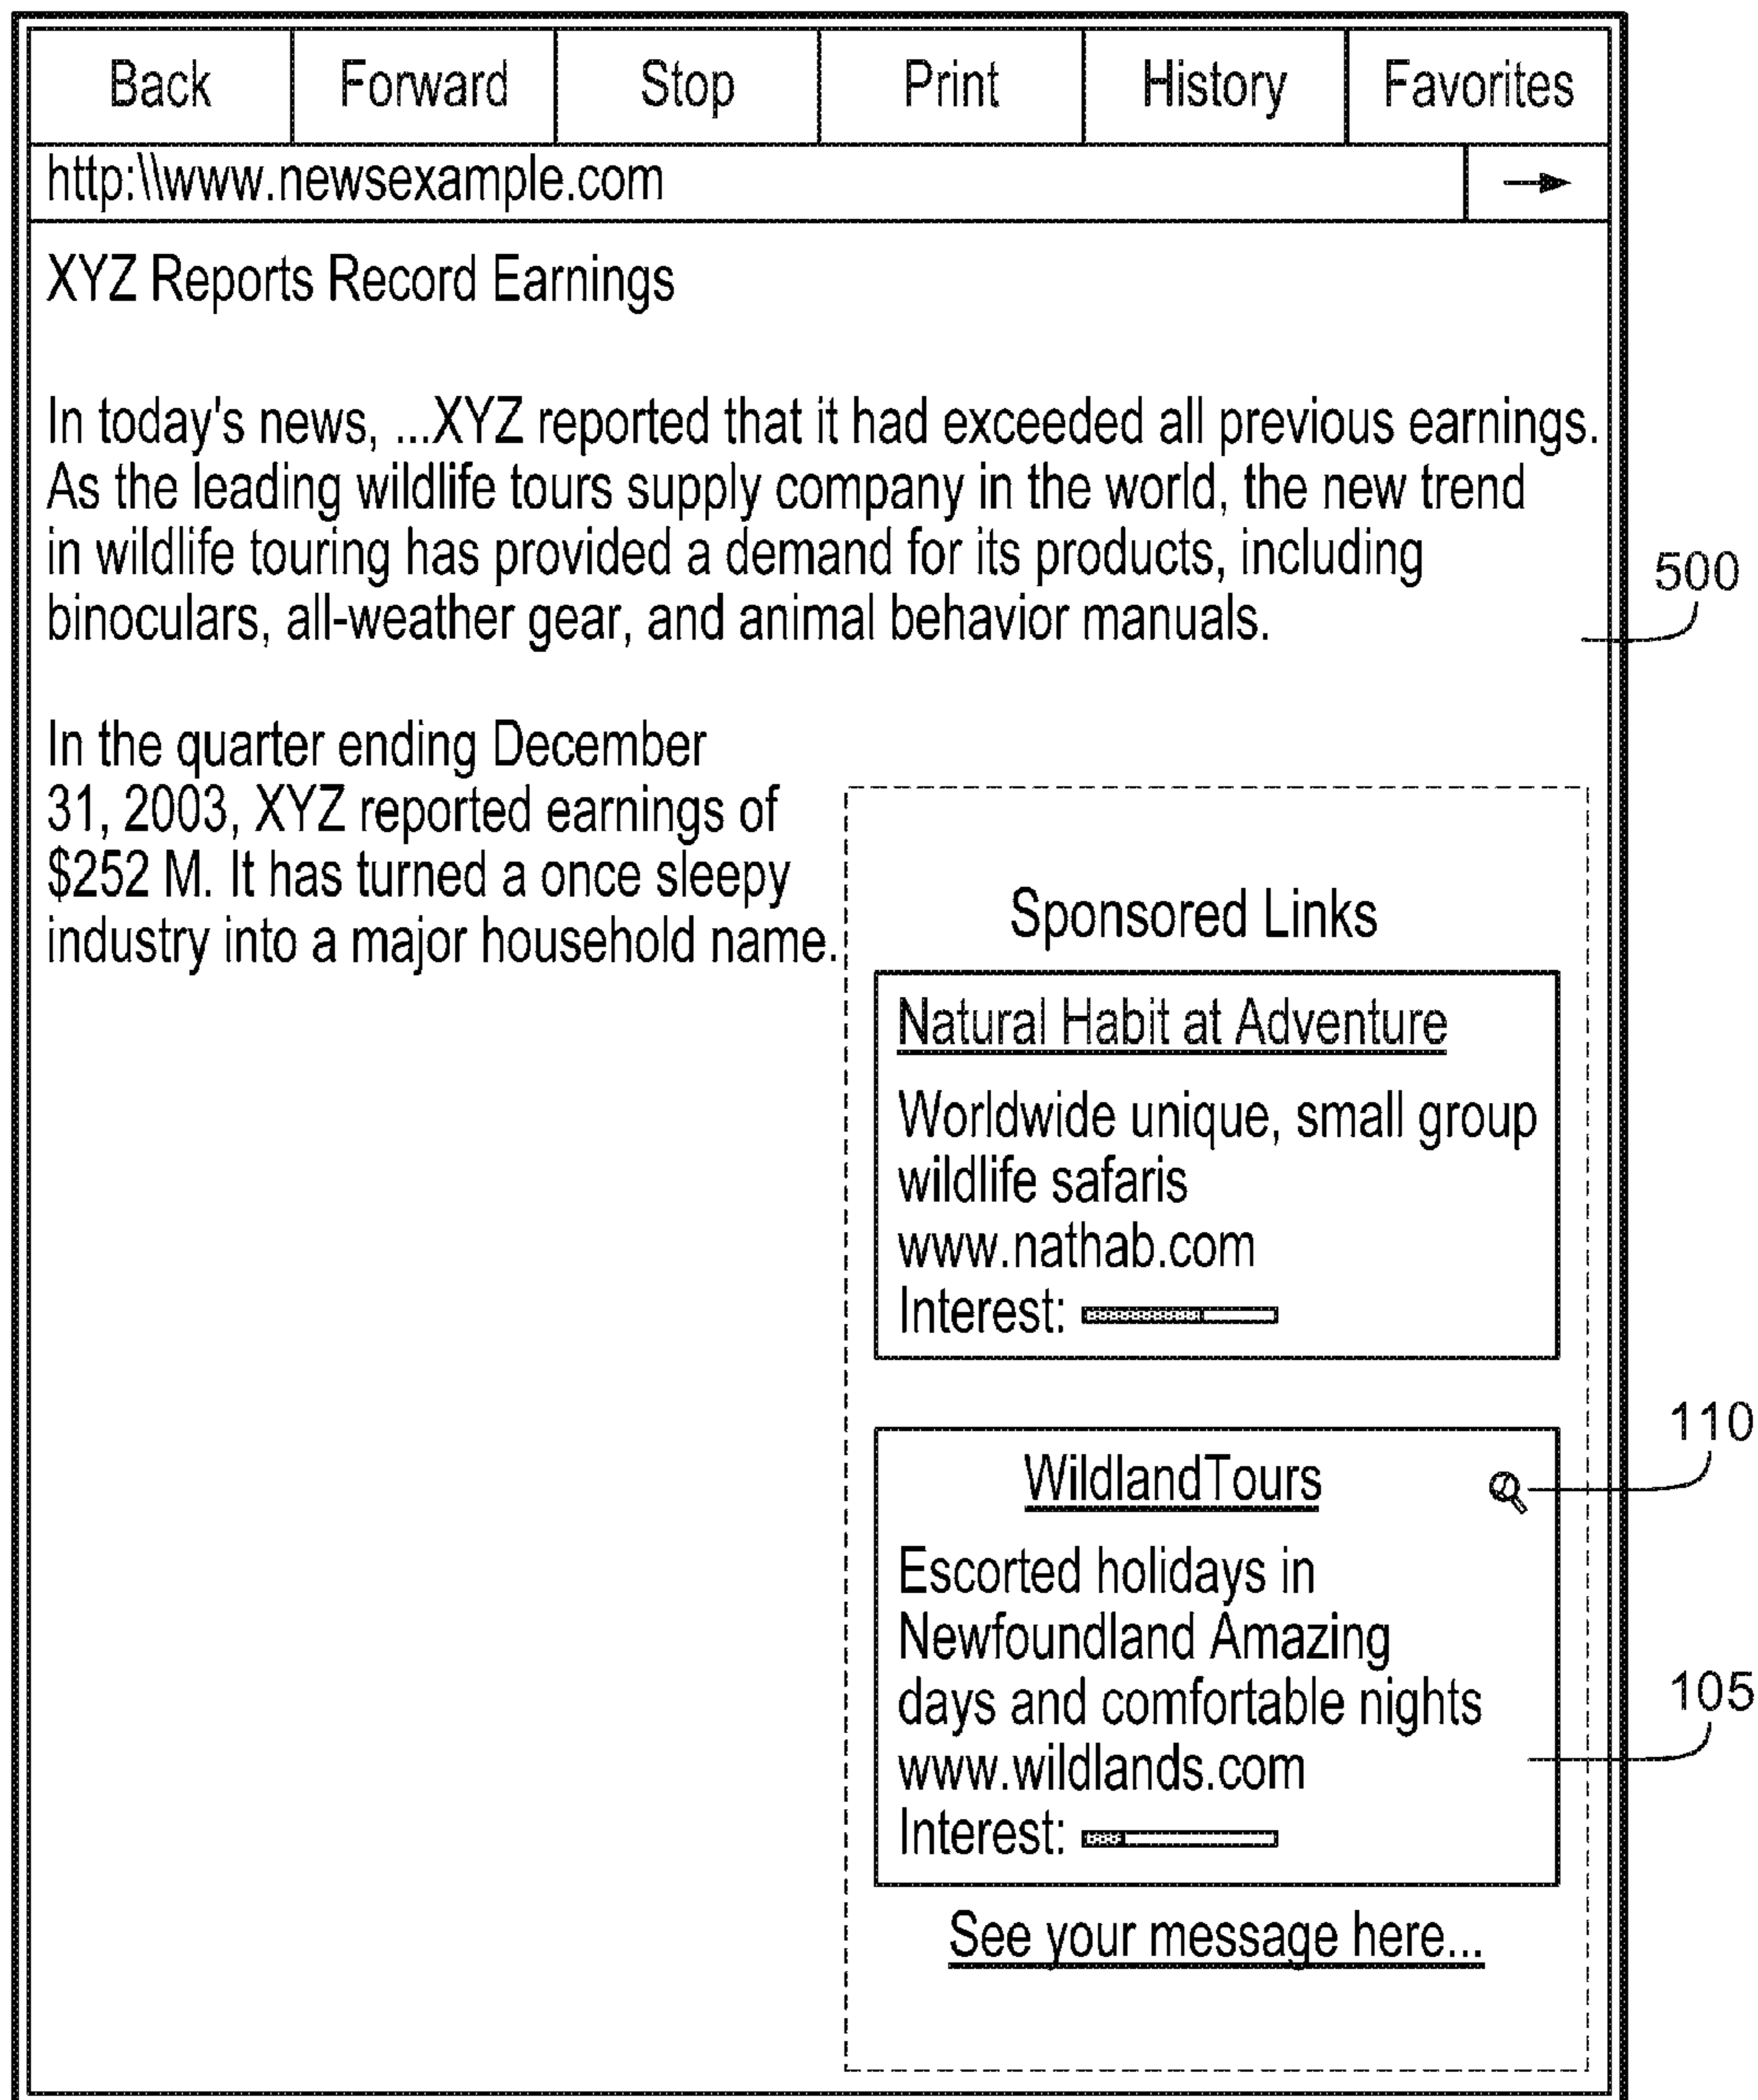 Back Forward Stop Print History Favorites
http:\\www.newsexample.com
XYZ Reports Record Earnings
In today's news, ...XYZ reported that it had exceeded all previous earnings.
As the leading wildlife tours supply company in the world, the new trend
in wildlife touring has provided a demand for its products, including
binoculars, all-weather gear, and animal behavior manuals.
500
In the quarter ending December
31, 2003, XYZ reported earnings of
$252 M. It has turned a once sleepy
industry into a major household name.
Sponsored Links
Natural Habit at Adventure
Worldwide unique, small group
wildlife safaris
www.nathab.com
Interest:
110
WildlandTours
Escorted holidays in
Newfoundland Amazing
days and comfortable nights
105
www.wildlands.com
Interest:
See your message here...